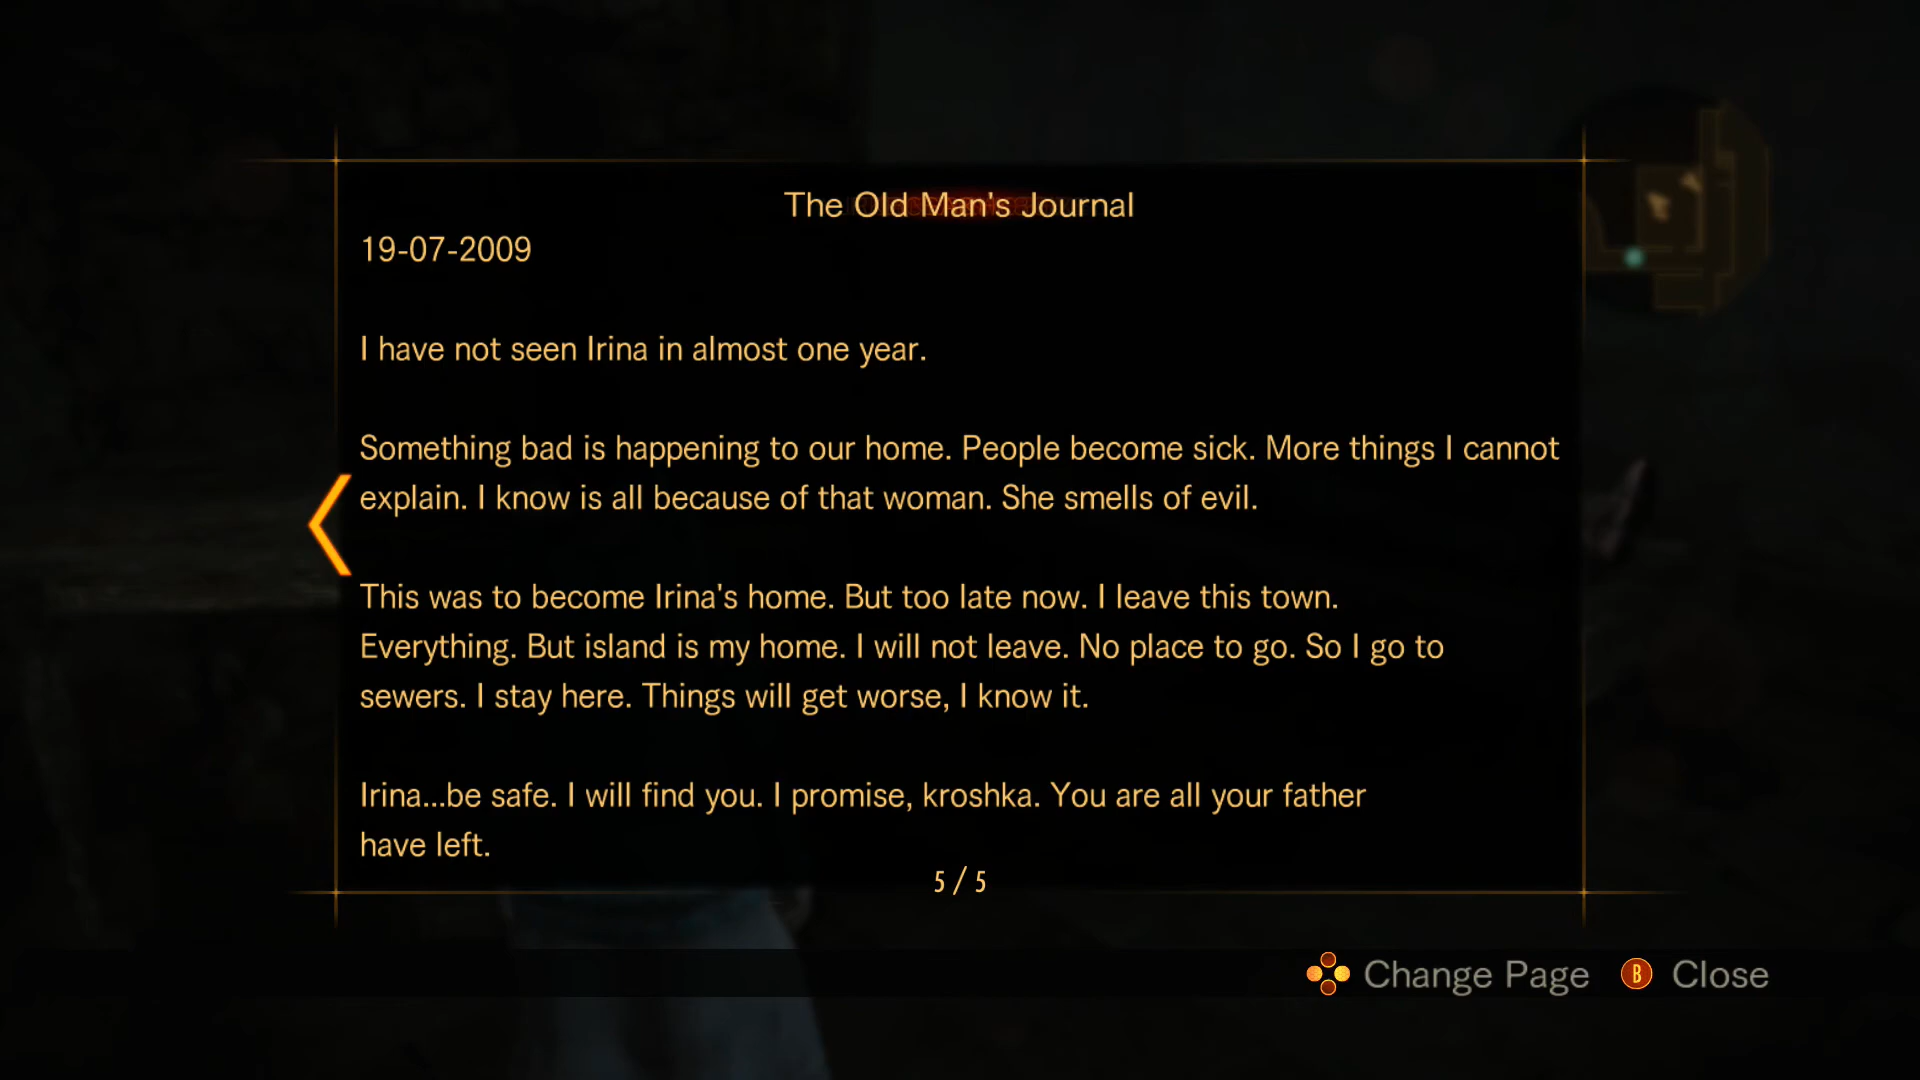 The Old Man's Journal
19-07-2009
I have not seen Irina in almost one year.
Something bad is happening to our home. People become sick. More things I cannot
explain. I know is all because of that woman. She smells of evil.
This was to become Irina's home. But too late now. I leave this town.
Everything. But island is my home. I will not leave. No place to go. So I go to
sewers. I stay here. Things will get worse, I know it.
Irina...be safe. I will find you. I promise, kroshka. You are all your father
have left.
5 / 5
Change Page B Close